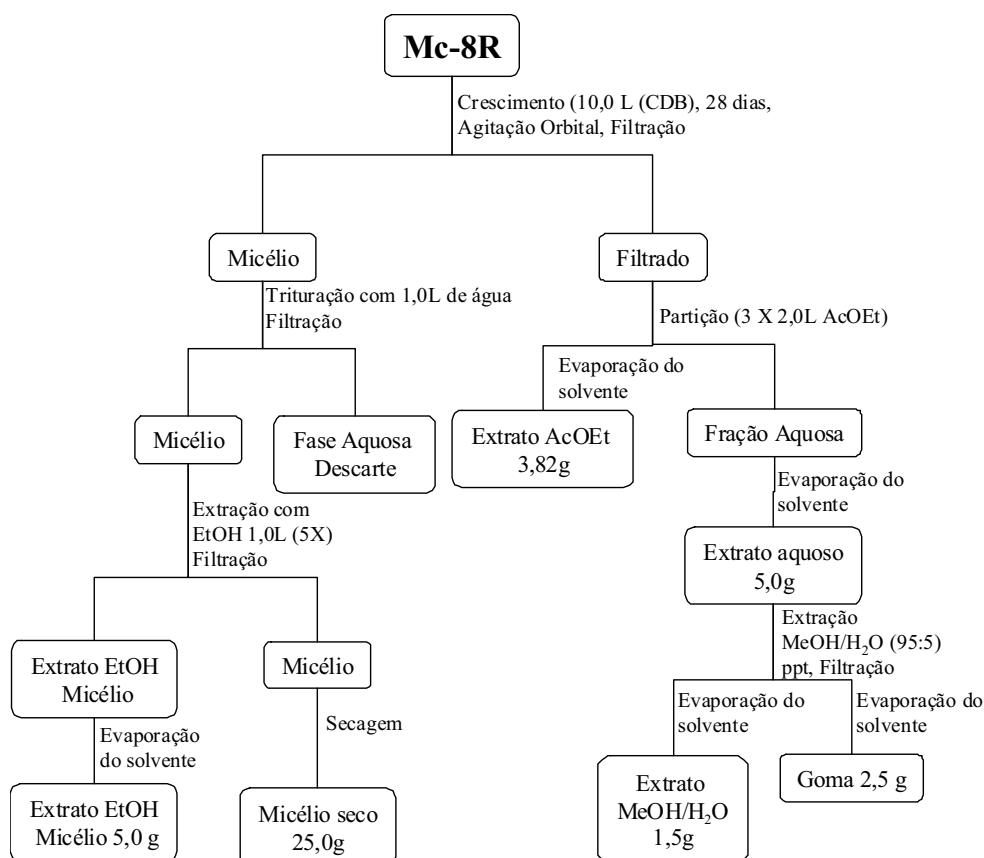 Mc-8R
Crescimento (10,0 L (CDB), 28 dias,
Agitação Orbital, Filtração
Micélio
Filtrado
Trituração com 1,0L de água
Filtração
Partição (3 X 2,0L AcOEt)
Evaporação do
solvente
Micélio
Fase Aquosa
Descarte
Extrato AcOEt
3,82g
Fração Aquosa
Evaporação do
solvente
Extração com
EtOH 1,0L (5X)
Filtração
Extrato aquoso
5,0g
Extração
MeOH/H₂O (95:5)
ppt, Filtração
Extrato EtOH
Micélio
Micélio
Evaporação do
solvente
Evaporação do
solvente
Evaporação
do solvente
Secagem
Extrato EtOH
Micélio 5,0 g
Micélio seco
25,0g
Extrato
MeOH/H₂O
1,5g
Goma 2,5 g